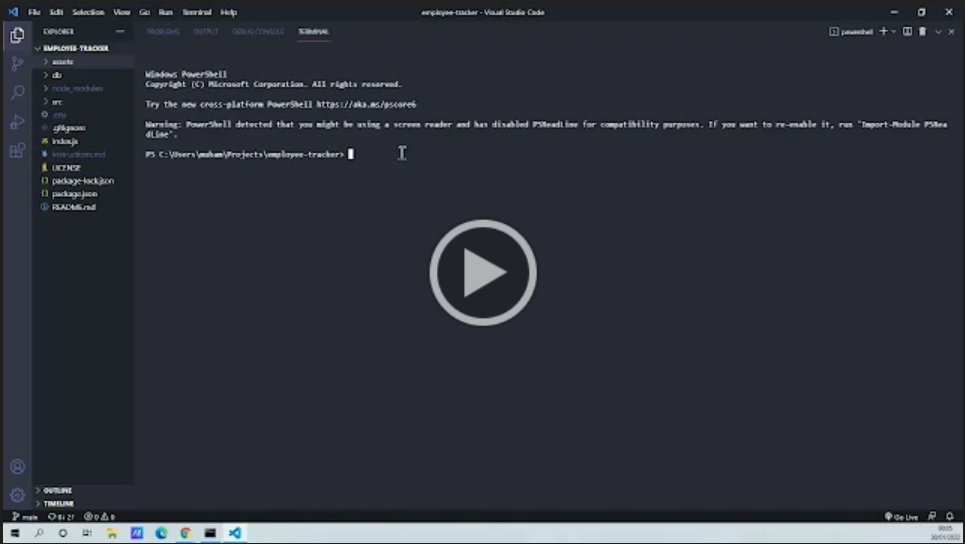 File Edit Selection View Go Run Terminal Help
employee-tracker - Visual Studio Code
EXPLORER
PROBLEMS OUTPUT DEBUG CONSOLE TERMINAL
powershell
EMPLOYEE-TRACKER
assets
db
node_modules
src
.env
.gitignore
index.js
instructions.md
LICENSE
package-lock.json
package.json
README.md
Windows PowerShell
Copyright (C) Microsoft Corporation. All rights reserved.
Try the new cross-platform PowerShell https://aka.ms/pscore6
Warning: PowerShell detected that you might be using a screen reader and has disabled PSReadLine for compatibility purposes. If you want to re-enable it, run 'Import-Module PSRea
dLine'.
PS C:\Users\muham\Projects\employee-tracker>
OUTLINE
TIMELINE
main
0 0
Go Live